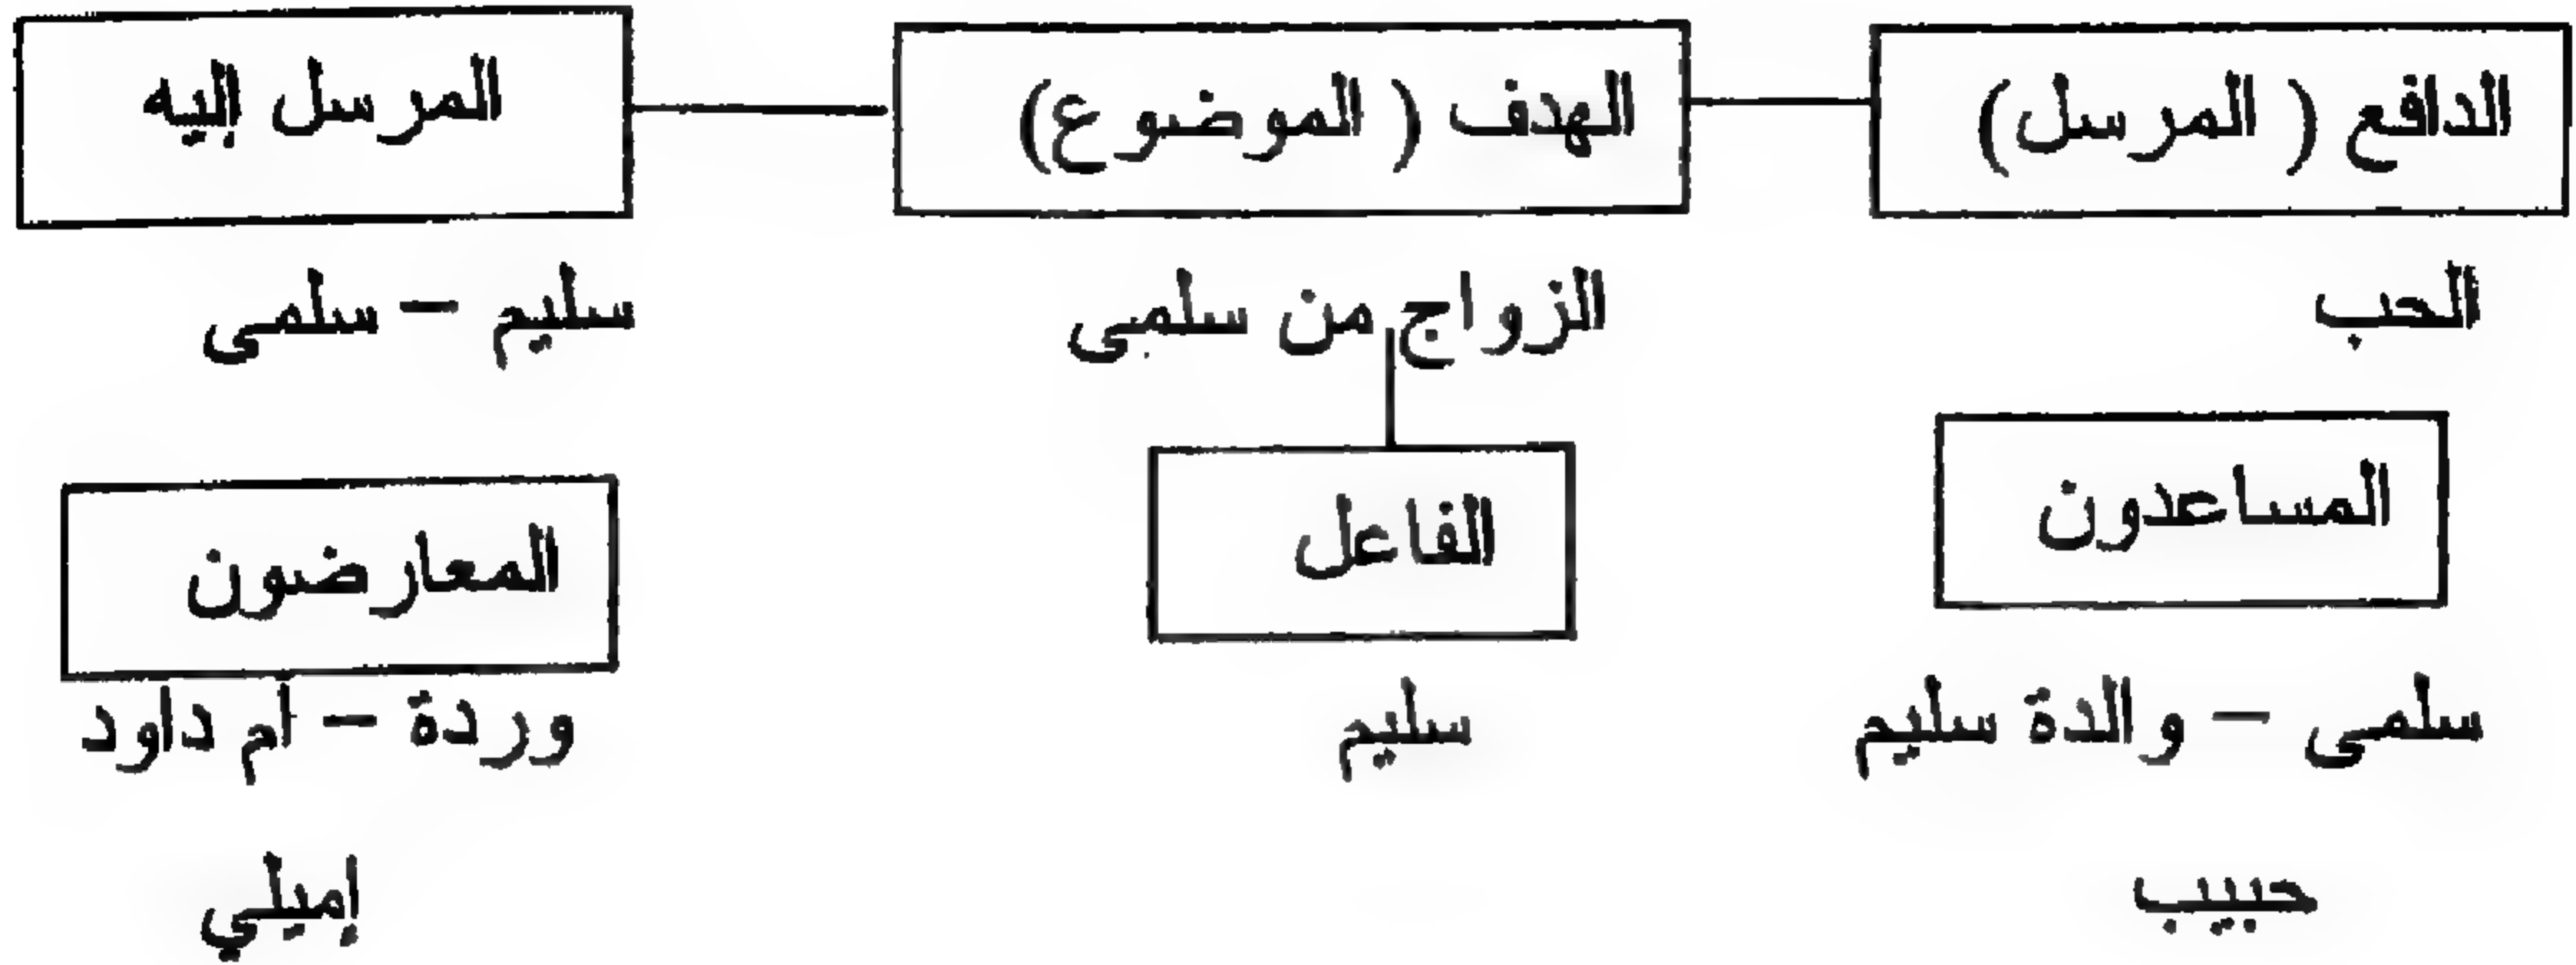 الدافع ( المرسل )
الهدف ( الموضوع )
المرسل إليه
الحب
الزواج من سلمى
سليم – سلمى
المساعدون
الفاعل
المعارضون
سلمى – والدة سليم
سليم
وردة – أم داود
حبيب
إميلي